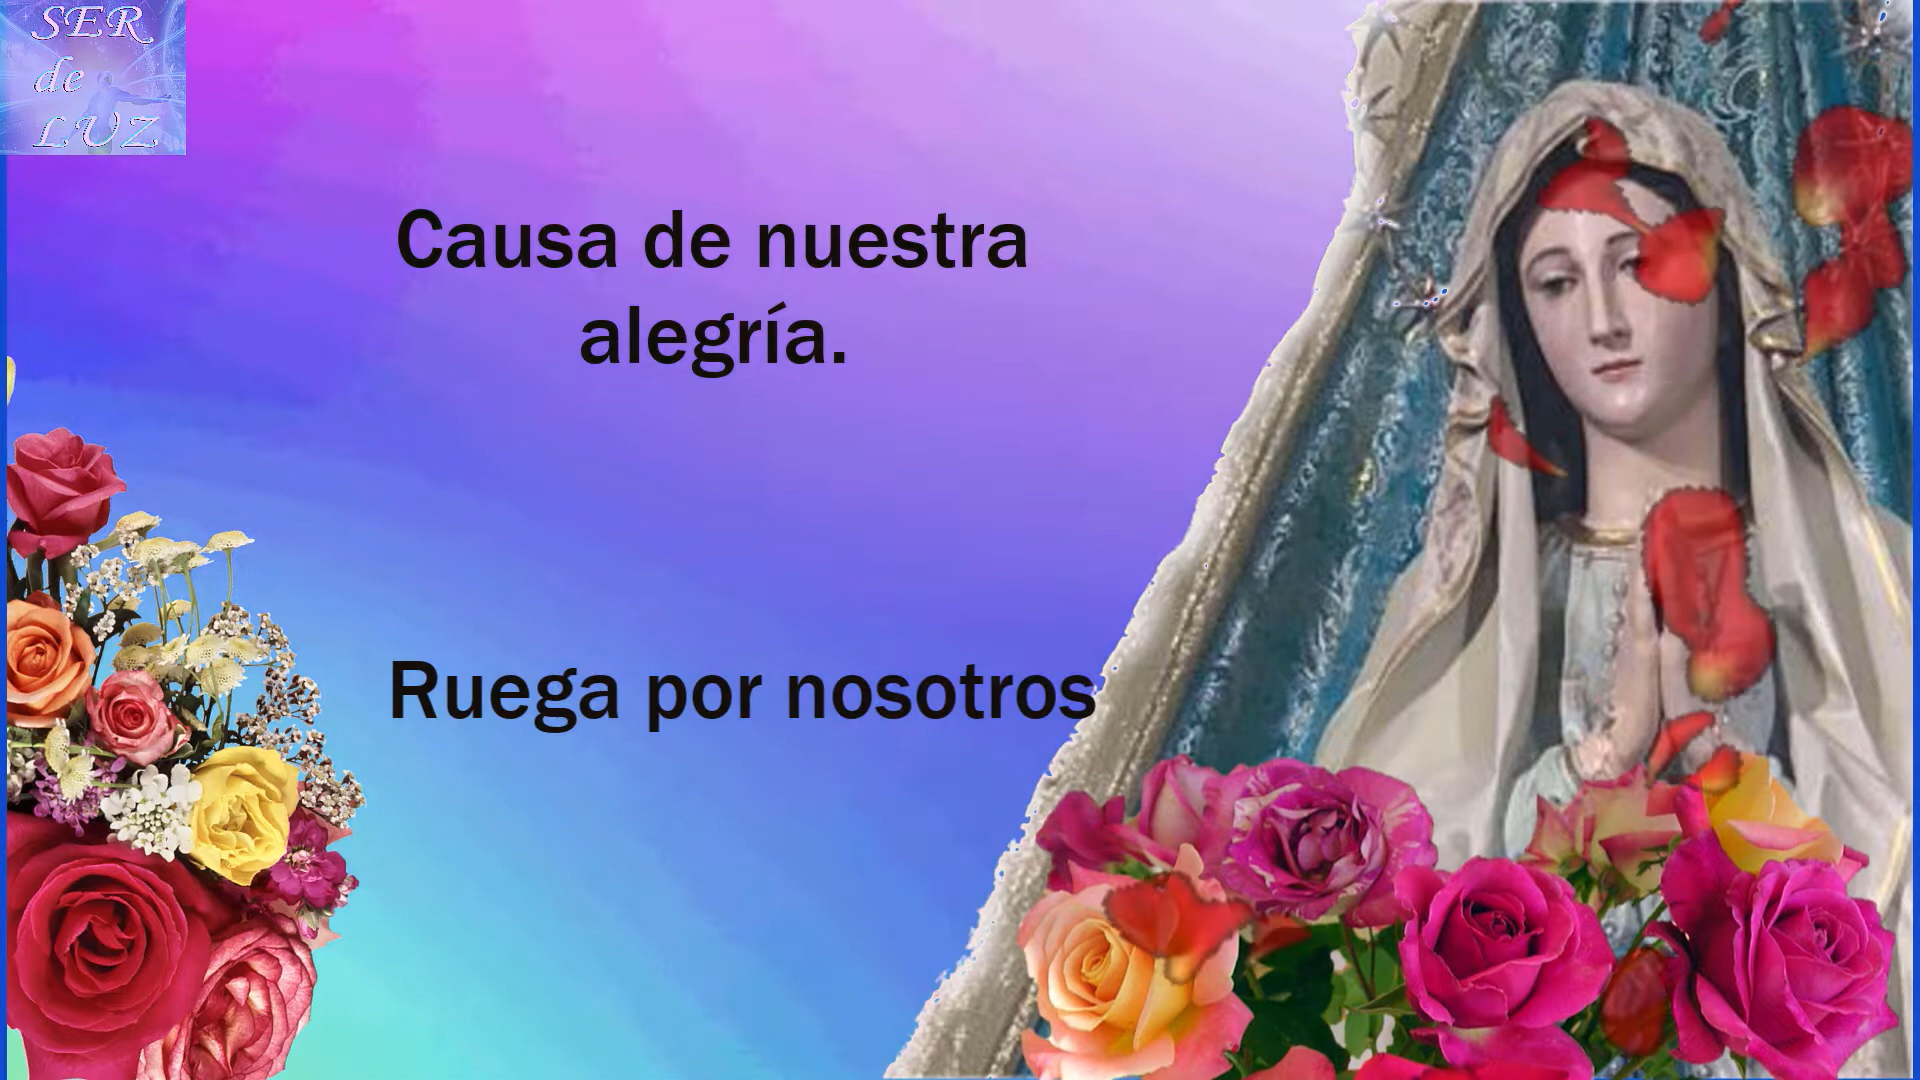 SER
de
LUZ
Causa de nuestra
alegría.
Ruega por nosotros